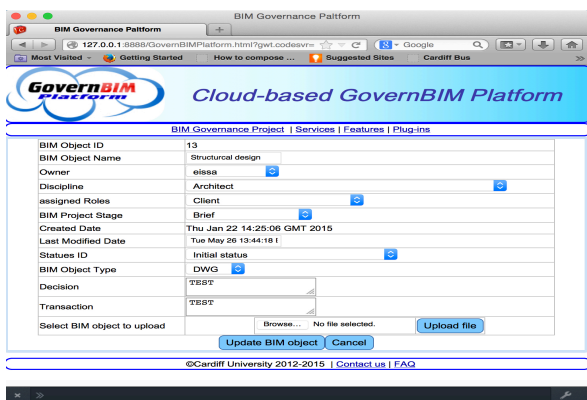 BIM Governance Paltform
BIM Governance Paltform
127.0.0.1:8888/GovernBIMPlatform.html?gwt.codesvr=
Google
Most Visited
Getting Started
How to compose ...
Suggested Sites
Cardiff Bus
GovernBIM
Platform
Cloud-based GovernBIM Platform
BIM Governance Project | Services | Features | Plug-ins
BIM Object ID 13
BIM Object Name Structurcal design
Owner eissa
Discipline Architect
assigned Roles Client
BIM Project Stage Brief
Created Date Thu Jan 22 14:25:06 GMT 2015
Last Modified Date Tue May 26 13:44:18 I
Statues ID Initial status
BIM Object Type DWG
Decision TEST
Transaction TEST
Select BIM object to upload Browse... No file selected. Upload file
Update BIM object Cancel
©Cardiff University 2012-2015 | Contact us | FAQ